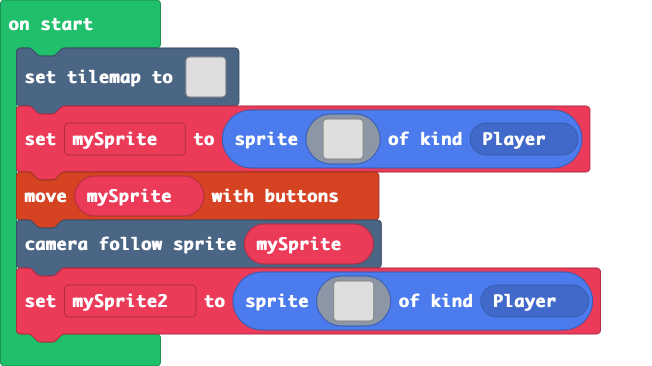 on start
set tilemap to
set mySprite to sprite of kind Player
move mySprite with buttons
camera follow sprite mySprite
set mySprite2 to sprite of kind Player